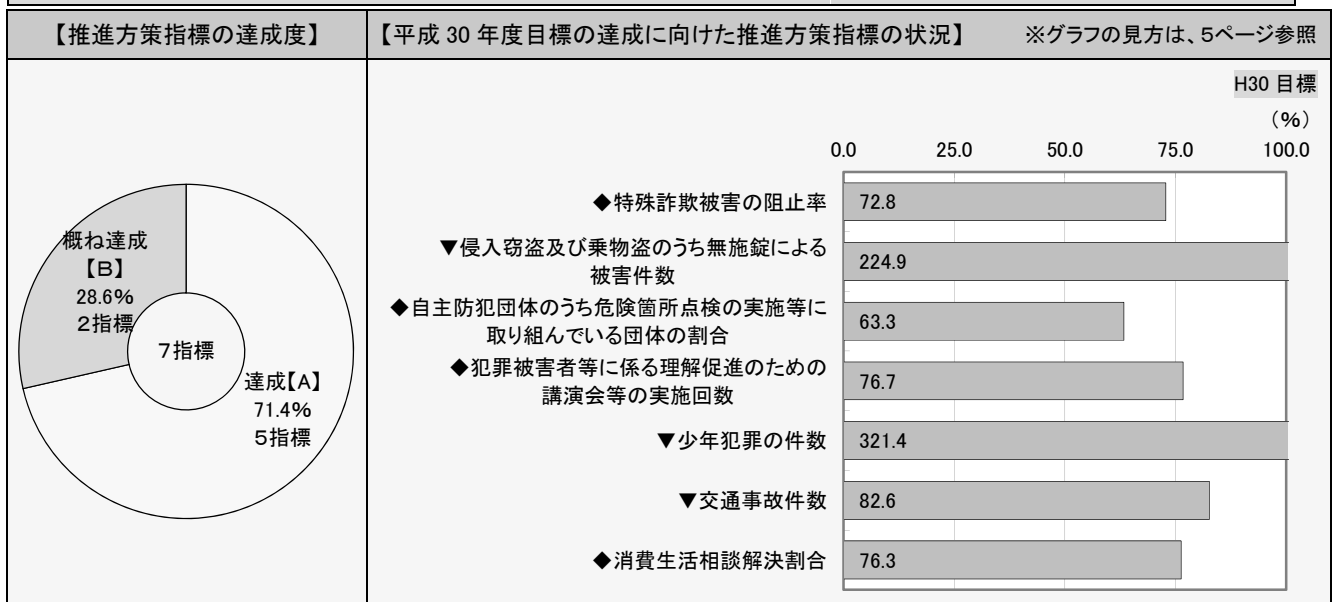 【推進方策指標の達成度】
【平成 30 年度目標の達成に向けた推進方策指標の状況】 ※グラフの見方は、5ページ参照
概ね達成
【B】
28.6%
2指標
7指標
達成【A】
71.4%
5指標
H30 目標
(%)
0.0 25.0 50.0 75.0 100.0
◆特殊詐欺被害の阻止率 72.8
▼侵入窃盗及び乗物盗のうち無施錠による
被害件数 224.9
◆自主防犯団体のうち危険箇所点検の実施等に
取り組んでいる団体の割合 63.3
◆犯罪被害者等に係る理解促進のための
講演会等の実施回数 76.7
▼少年犯罪の件数 321.4
▼交通事故件数 82.6
◆消費生活相談解決割合 76.3